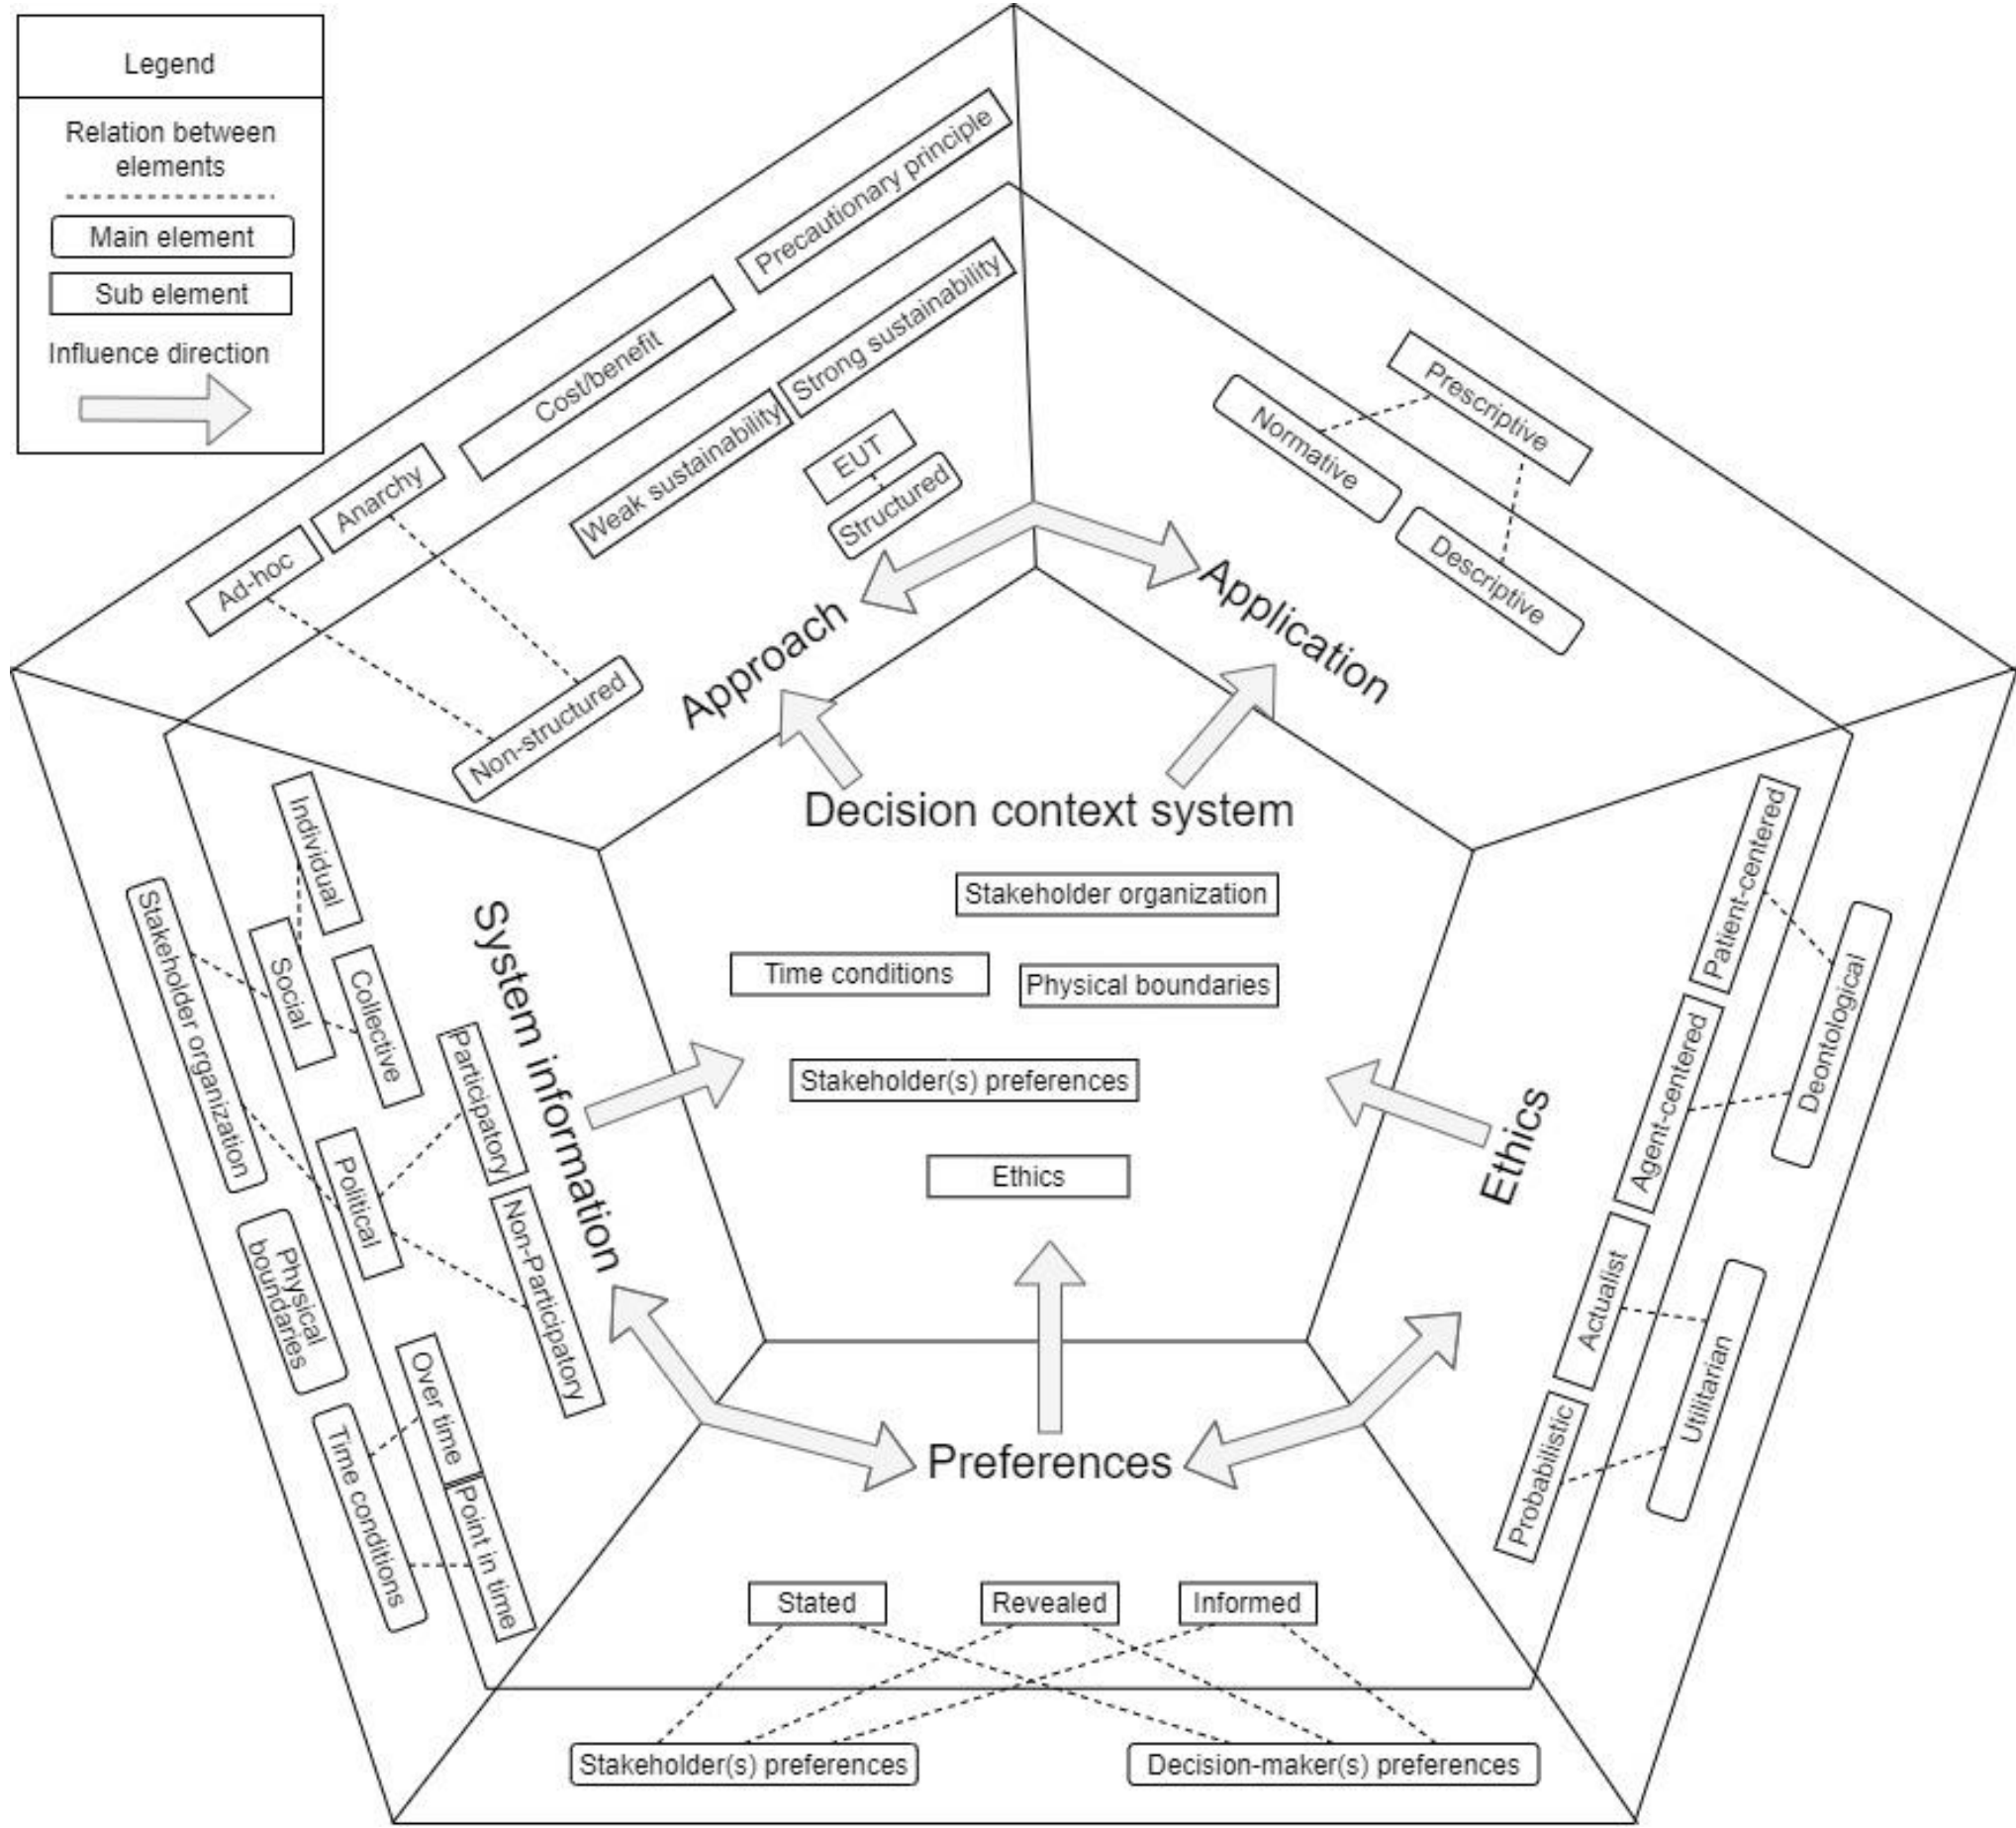 Legend
Relation between
elements
Main element
Sub element
Influence direction
Precautionary principle
Cost/benefit
Anarchy
Ad-hoc
Strong sustainability
Weak sustainability
EUT
Structured
Non-structured
Approach
Prescriptive
Normative
Descriptive
Application
Decision context system
Stakeholder organization
Time conditions
Physical boundaries
Stakeholder(s) preferences
Ethics
System information
Individual
Social
Collective
Stakeholder organization
Participatory
Political
Non-Participatory
Physical
boundaries
Over time
Time conditions
Point in time
Ethics
Patient-centered
Deontological
Agent-centered
Actualist
Utilitarian
Probabilistic
Preferences
Stated
Revealed
Informed
Stakeholder(s) preferences
Decision-maker(s) preferences